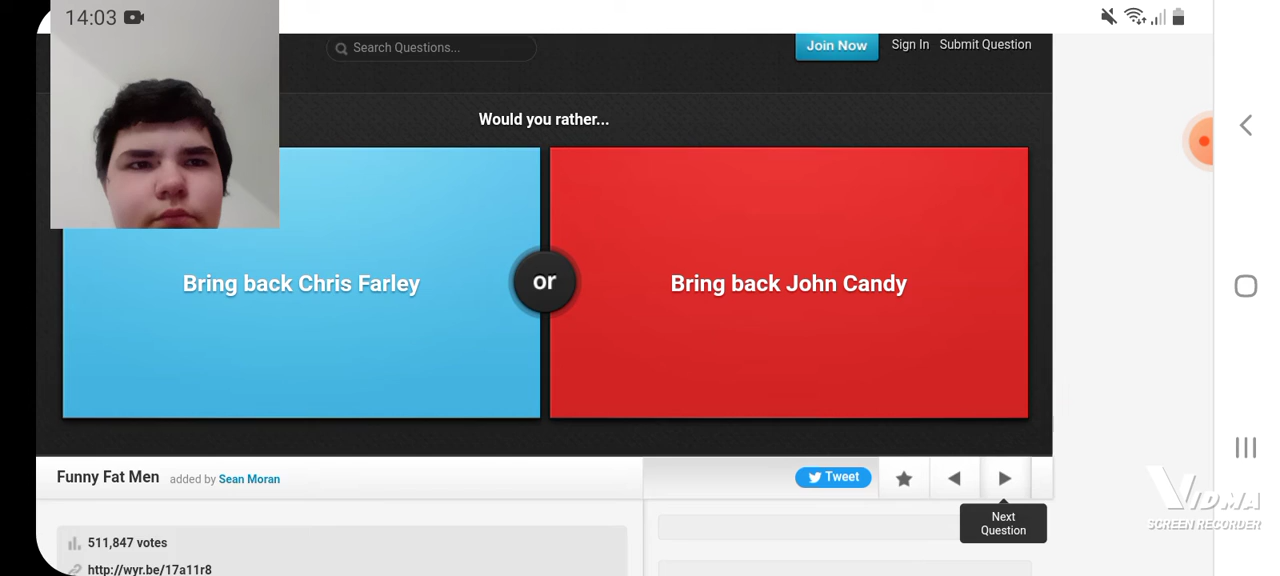 14:03
Search Questions...
Join Now
Sign In
Submit Question
Would you rather...
Bring back Chris Farley
or
Bring back John Candy
Funny Fat Men
added by Sean Moran
Tweet
Next
Question
511,847 votes
http://wyr.be/17a11r8
VIDMA
SCREEN RECORDER